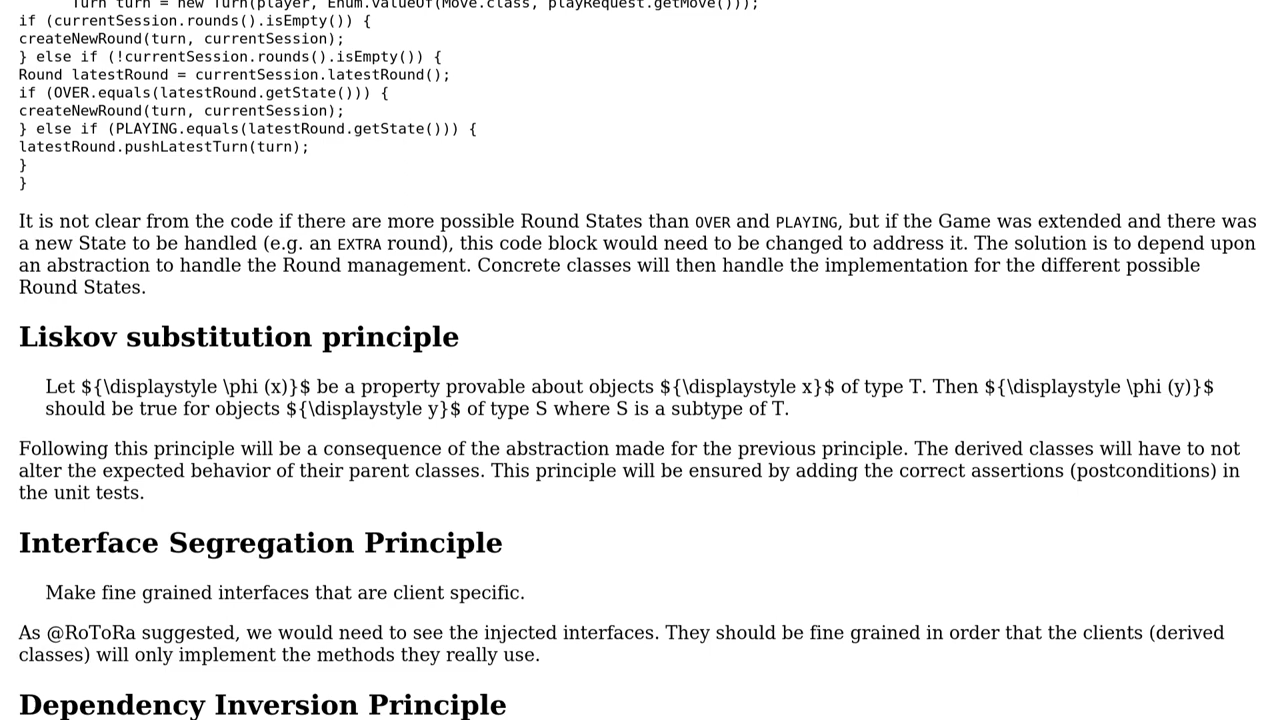 Turn turn = new Turn(player, Enum.valueOf(Move.class, playRequest.getMove()));
if (currentSession.rounds().isEmpty()) {
createNewRound(turn, currentSession);
} else if (!currentSession.rounds().isEmpty()) {
Round latestRound = currentSession.latestRound();
if (OVER.equals(latestRound.getState())) {
createNewRound(turn, currentSession);
} else if (PLAYING.equals(latestRound.getState())) {
latestRound.pushLatestTurn(turn);
}
}
It is not clear from the code if there are more possible Round States than OVER and PLAYING, but if the Game was extended and there was
a new State to be handled (e.g. an EXTRA round), this code block would need to be changed to address it. The solution is to depend upon
an abstraction to handle the Round management. Concrete classes will then handle the implementation for the different possible
Round States.
Liskov substitution principle
Let ${\displaystyle \phi (x)}$ be a property provable about objects ${\displaystyle x}$ of type T. Then ${\displaystyle \phi (y)}$
should be true for objects ${\displaystyle y}$ of type S where S is a subtype of T.
Following this principle will be a consequence of the abstraction made for the previous principle. The derived classes will have to not
alter the expected behavior of their parent classes. This principle will be ensured by adding the correct assertions (postconditions) in
the unit tests.
Interface Segregation Principle
Make fine grained interfaces that are client specific.
As @RoToRa suggested, we would need to see the injected interfaces. They should be fine grained in order that the clients (derived
classes) will only implement the methods they really use.
Dependency Inversion Principle